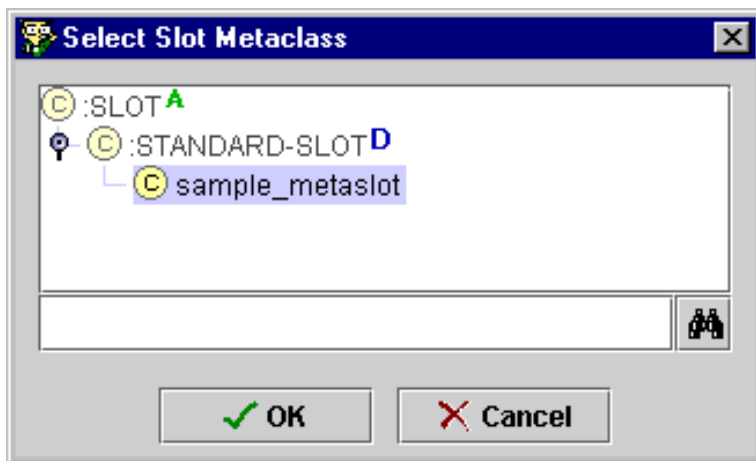 Select Slot Metaclass
C :SLOT A
C :STANDARD-SLOT D
C sample_metaslot
OK Cancel